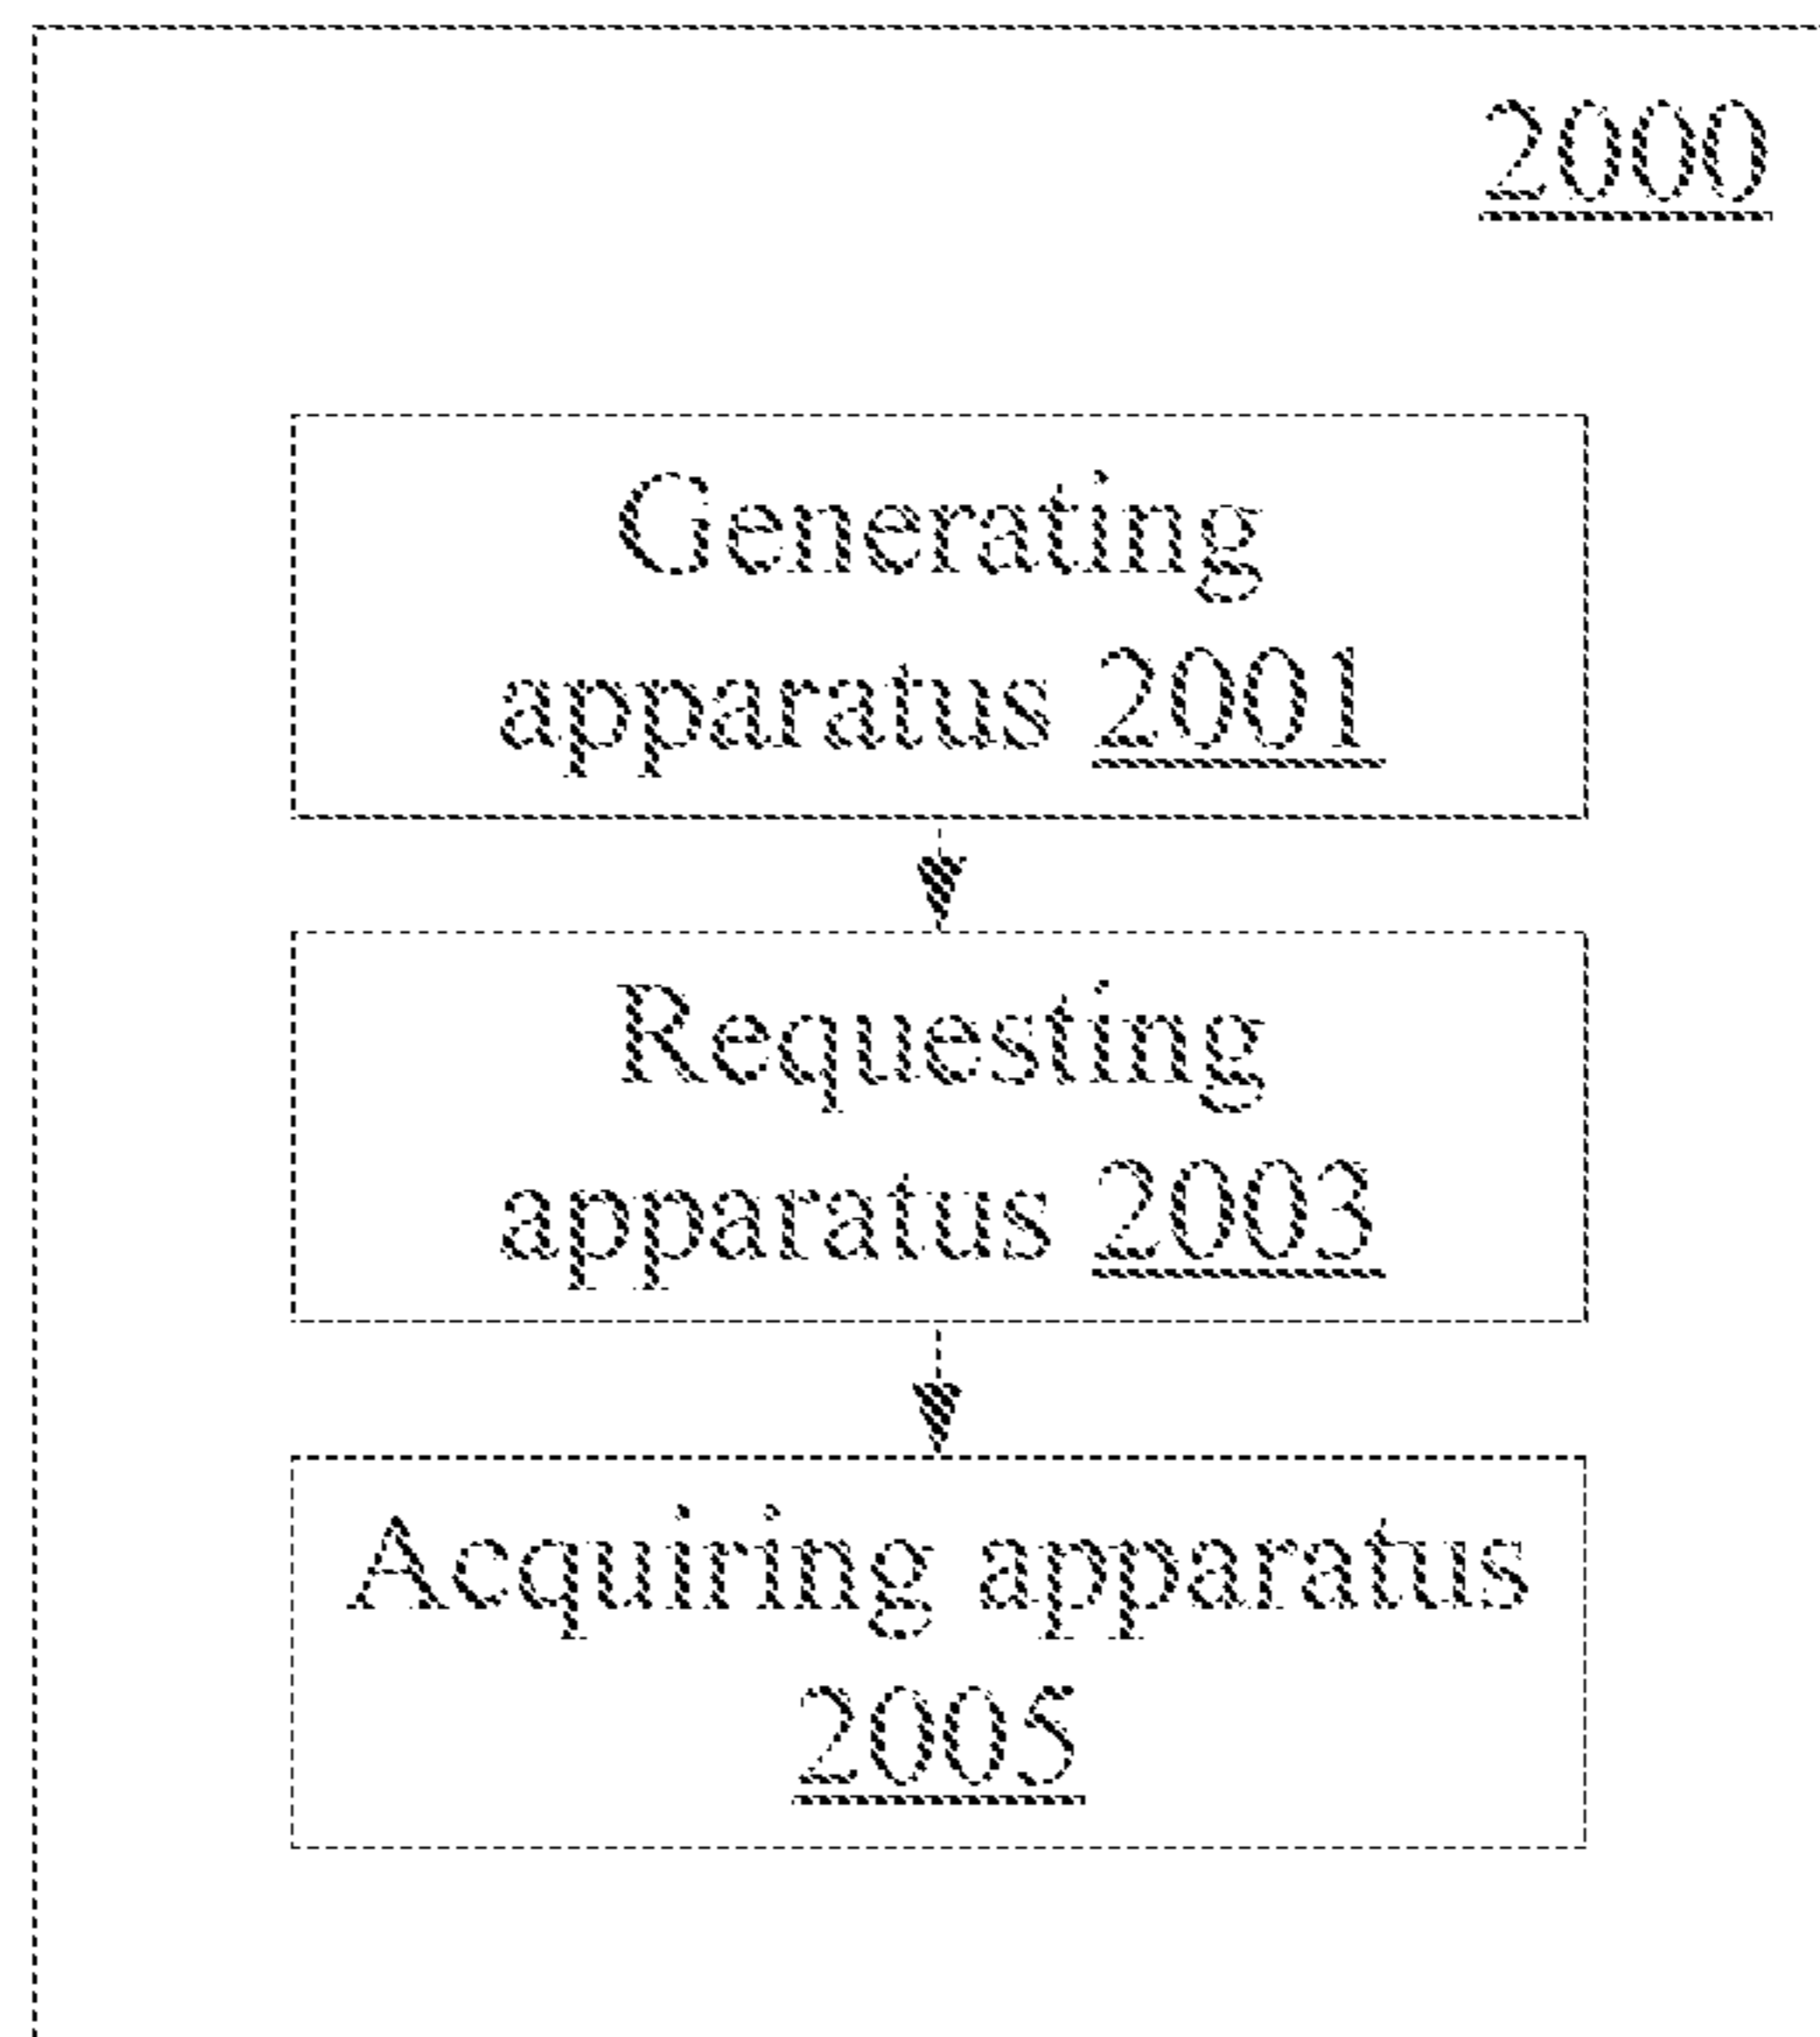 2000
Generating
apparatus 2001
Requesting
apparatus 2003
Acquiring apparatus
2005